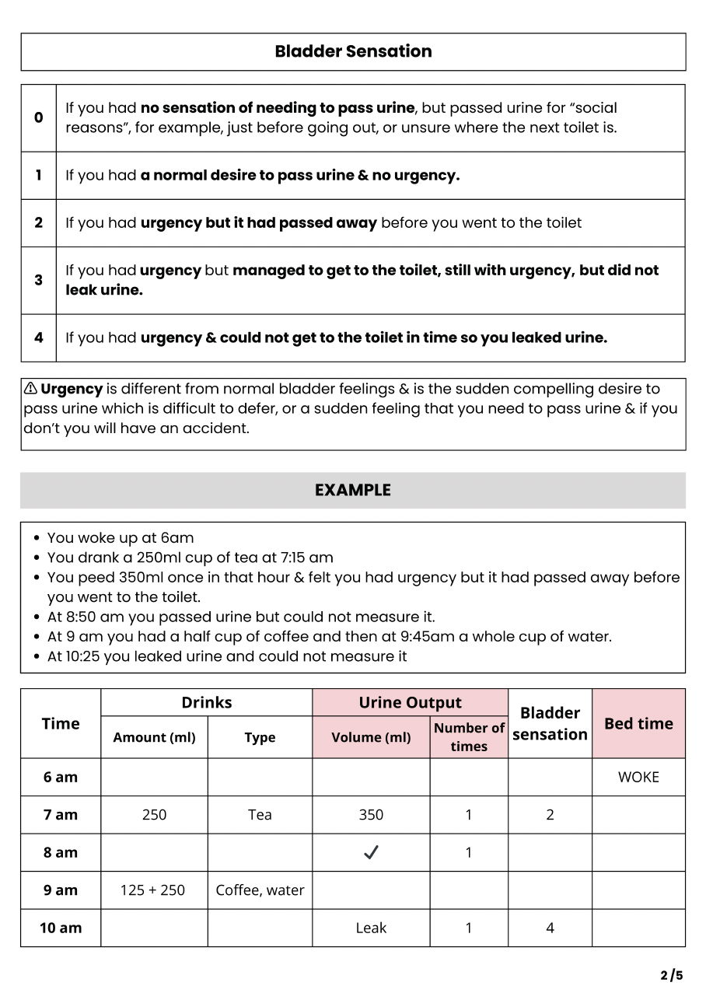 Bladder Sensation
0
If you had no sensation of needing to pass urine, but passed urine for “social
reasons”, for example, just before going out, or unsure where the next toilet is.
1
If you had a normal desire to pass urine & no urgency.
2
If you had urgency but it had passed away before you went to the toilet
3
If you had urgency but managed to get to the toilet, still with urgency, but did not
leak urine.
4
If you had urgency & could not get to the toilet in time so you leaked urine.
⚠ Urgency is different from normal bladder feelings & is the sudden compelling desire to
pass urine which is difficult to defer, or a sudden feeling that you need to pass urine & if you
don’t you will have an accident.
EXAMPLE
• You woke up at 6am
• You drank a 250ml cup of tea at 7:15 am
• You peed 350ml once in that hour & felt you had urgency but it had passed away before
you went to the toilet.
• At 8:50 am you passed urine but could not measure it.
• At 9 am you had a half cup of coffee and then at 9:45am a whole cup of water.
• At 10:25 you leaked urine and could not measure it
Time
Drinks
Urine Output
Bladder
sensation
Bed time
Amount (ml)
Type
Volume (ml)
Number of
times
6 am WOKE
7 am 250 Tea 350 1 2
8 am ✓ 1
9 am 125 + 250 Coffee, water
10 am Leak 1 4
2 /5